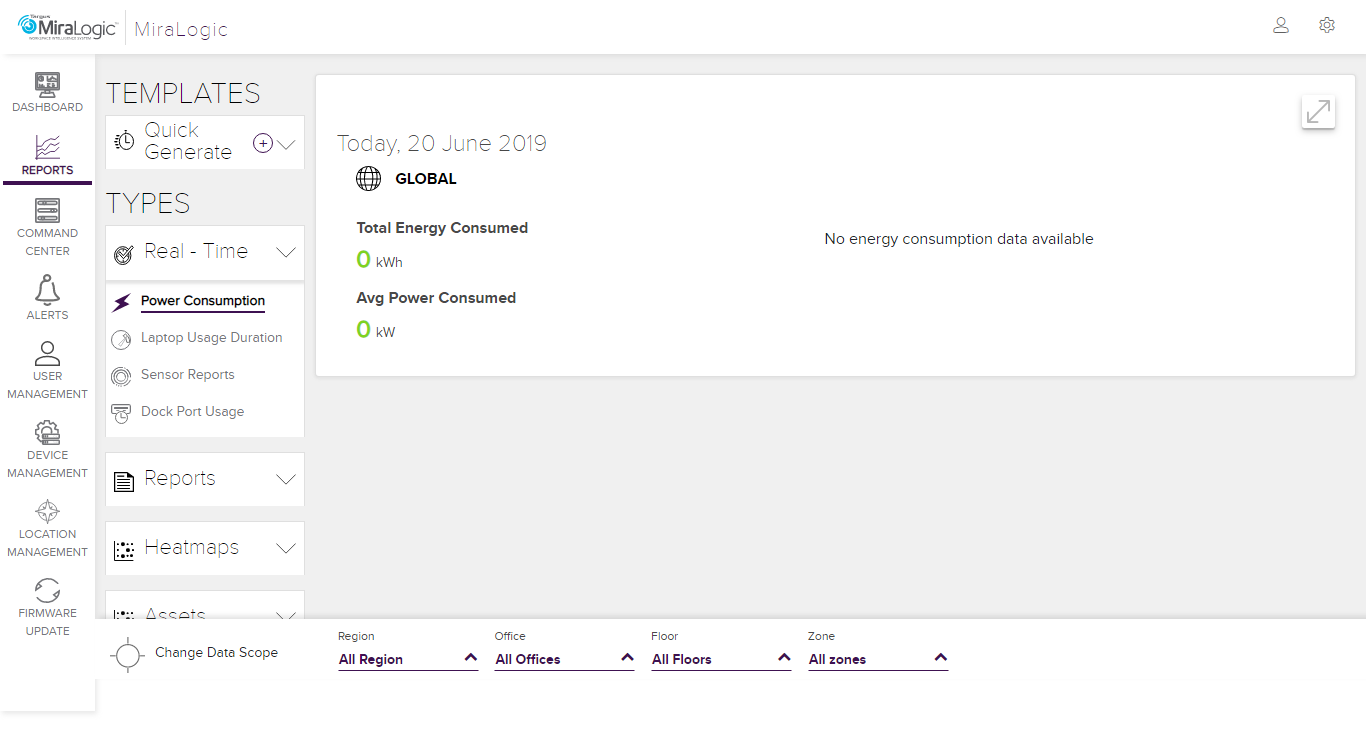 Targus
MiraLogic™
WORKSPACE INTELLIGENCE SYSTEM
MiraLogic
DASHBOARD
REPORTS
COMMAND
CENTER
ALERTS
USER
MANAGEMENT
DEVICE
MANAGEMENT
LOCATION
MANAGEMENT
FIRMWARE
UPDATE
TEMPLATES
Quick
Generate
TYPES
Real - Time
Power Consumption
Laptop Usage Duration
Sensor Reports
Dock Port Usage
Reports
Heatmaps
Assets
Today, 20 June 2019
GLOBAL
Total Energy Consumed
0 kWh
Avg Power Consumed
0 kW
No energy consumption data available
Change Data Scope
Region
All Region
Office
All Offices
Floor
All Floors
Zone
All zones